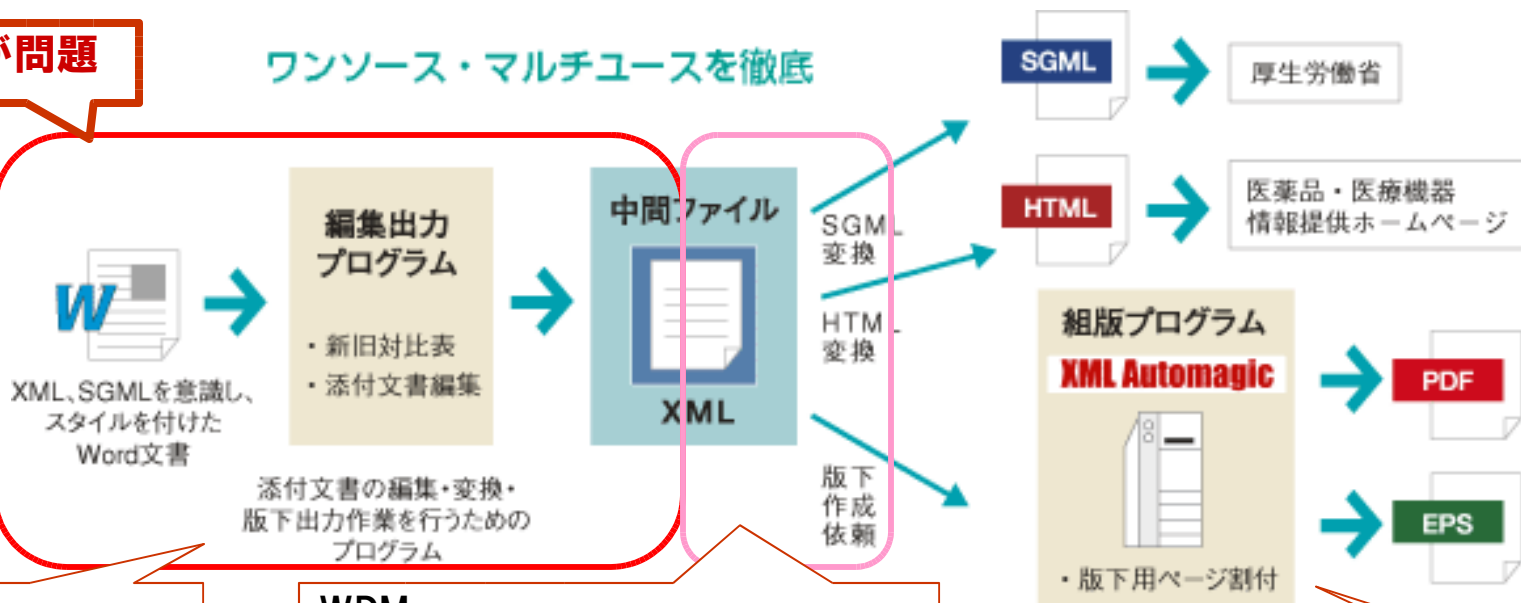 が問題
ワンソース・マルチユースを徹底
W
XML、SGMLを意識し、
スタイルを付けた
Word文書
編集出力
プログラム
・新旧対比表
・添付文書編集
添付文書の編集・変換・
版下出力作業を行うための
プログラム
中間ファイル
XML
SGML
変換
HTML
変換
版下
作成
依頼
SGML
厚生労働省
HTML
医薬品・医療機器
情報提供ホームページ
組版プログラム
XML Automagic
・版下用ページ割付
PDF
EPS